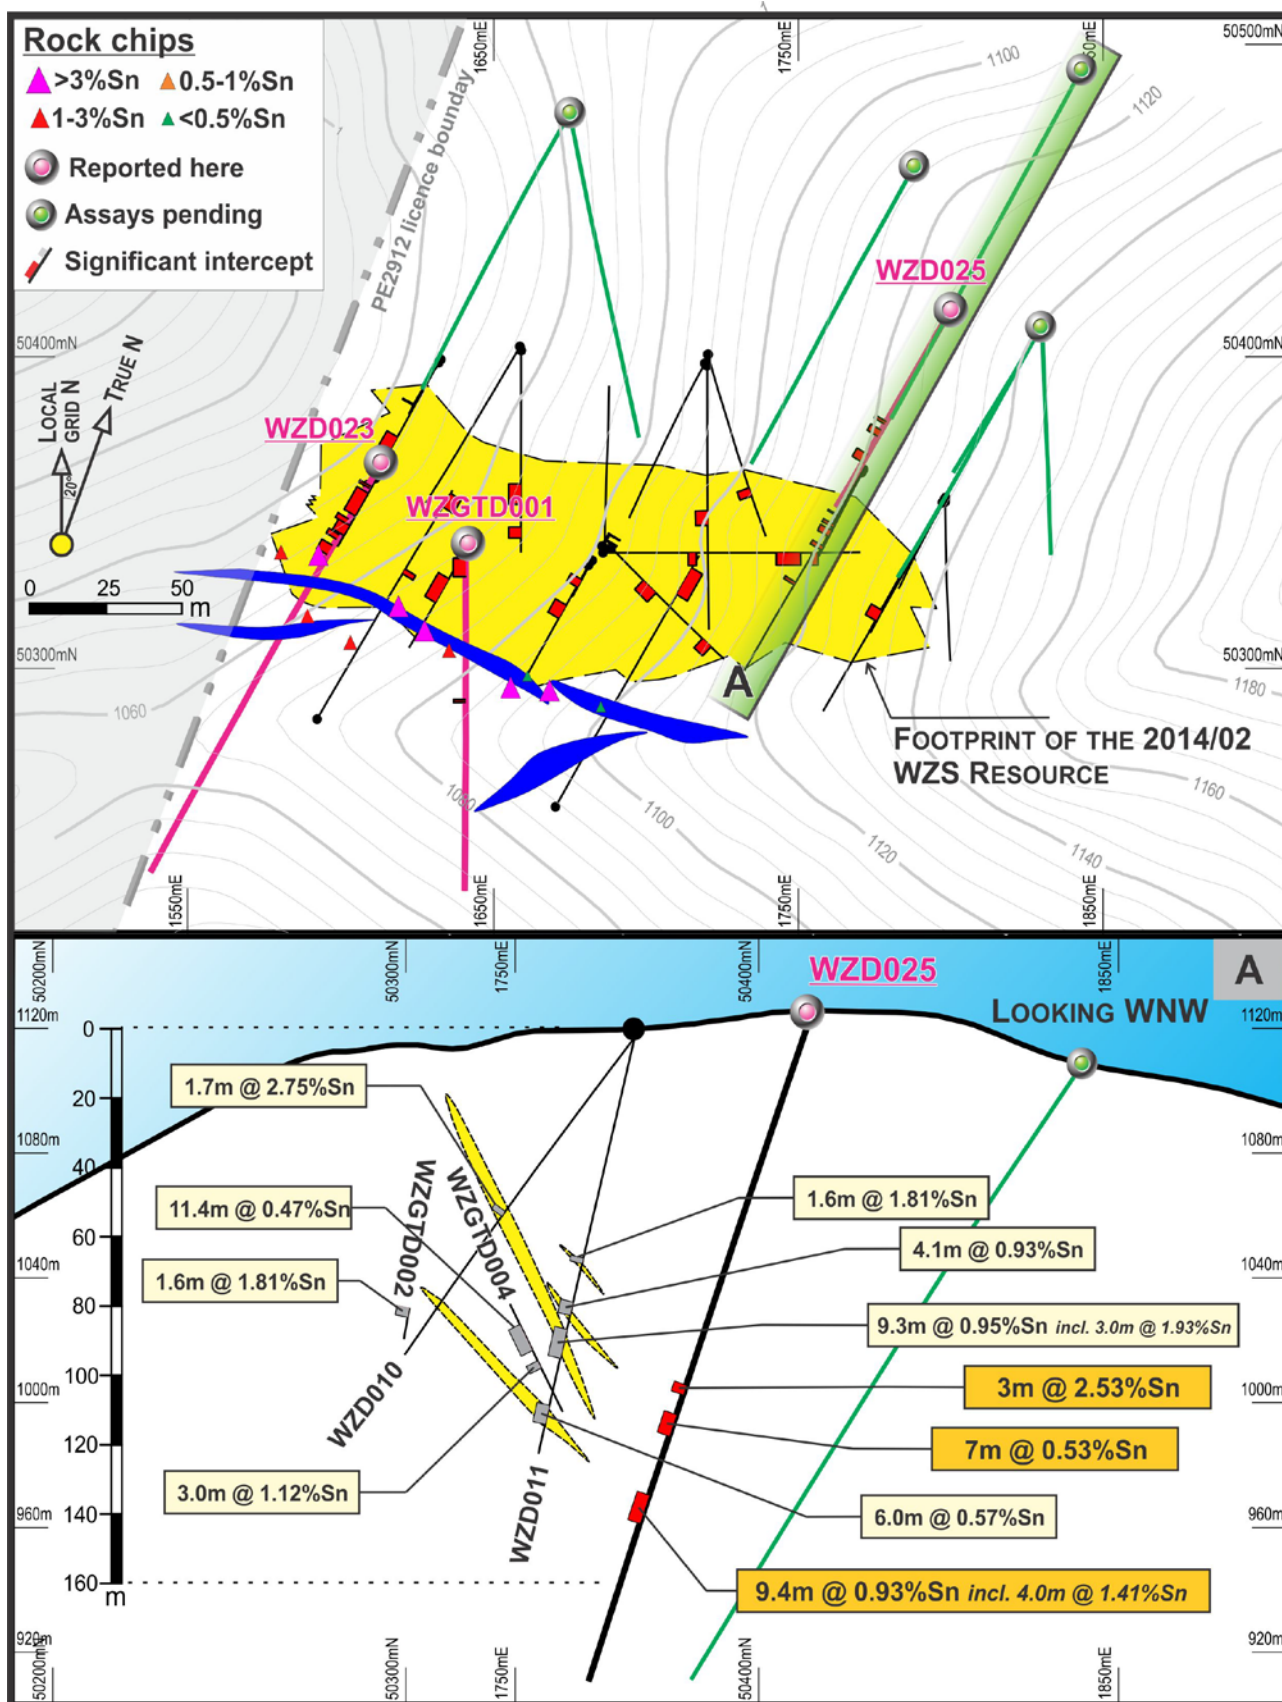 Rock chips
>3%Sn
0.5-1%Sn
1-3%Sn
<0.5%Sn
Reported here
Assays pending
Significant intercept
PE2912 licence bounday
1650mE
1750mE
50500mN
1100
1120
WZD025
50400mN
50400mN
LOCAL
GRID N
TRUE N
20°
WZD023
WZGTD001
0 25 50
m
50300mN
50300mN
A
1060
1060
1100
1120
1140
1160
1180
FOOTPRINT OF THE 2014/02
WZS RESOURCE
1550mE
1650mE
1750mE
1850mE
50200mN
50300mN
1750mE
50400mN
1850mE
A
WZD025
LOOKING WNW
1120m
1120m
0
20
1080m
1080m
40
60
1040m
1040m
80
100
1000m
1000m
120
140
960m
960m
160
m
920m
920m
1.7m @ 2.75%Sn
11.4m @ 0.47%Sn
1.6m @ 1.81%Sn
WZGTD002
WZGTD004
WZD010
WZD011
3.0m @ 1.12%Sn
1.6m @ 1.81%Sn
4.1m @ 0.93%Sn
9.3m @ 0.95%Sn incl. 3.0m @ 1.93%Sn
3m @ 2.53%Sn
7m @ 0.53%Sn
6.0m @ 0.57%Sn
9.4m @ 0.93%Sn incl. 4.0m @ 1.41%Sn
50200mN
50300mN
1750mE
50400mN
1850mE